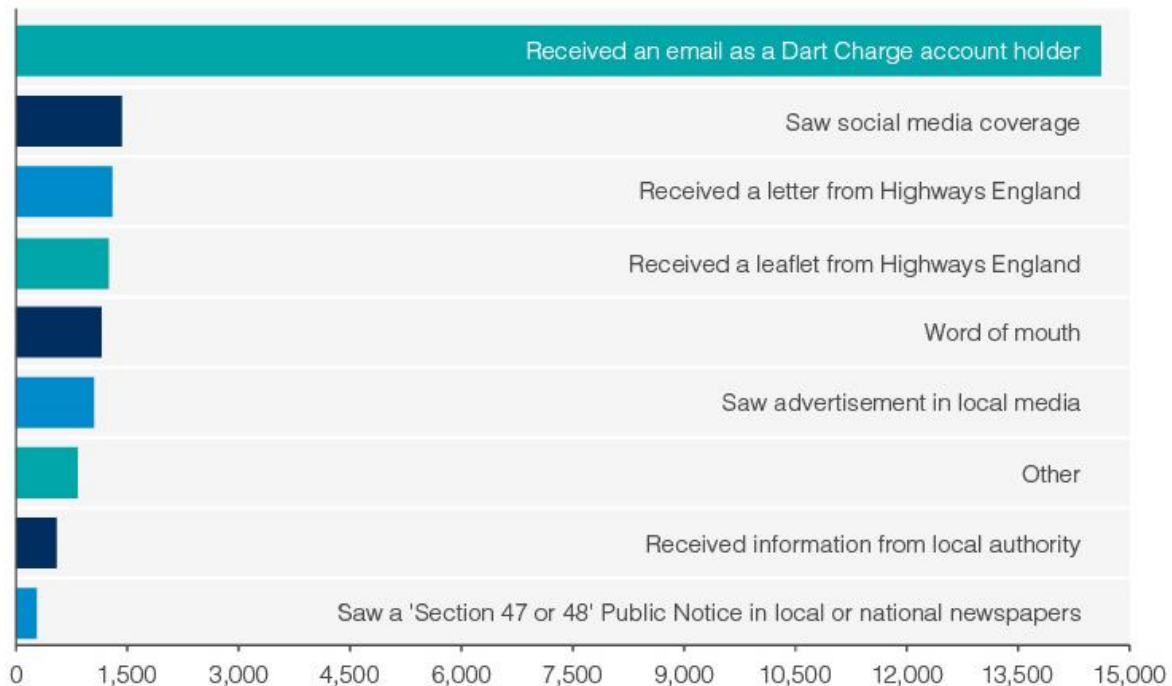 Received an email as a Dart Charge account holder
Saw social media coverage
Received a letter from Highways England
Received a leaflet from Highways England
Word of mouth
Saw advertisement in local media
Other
Received information from local authority
Saw a 'Section 47 or 48' Public Notice in local or national newspapers
0 1,500 3,000 4,500 6,000 7,500 9,000 10,500 12,000 13,500 15,000